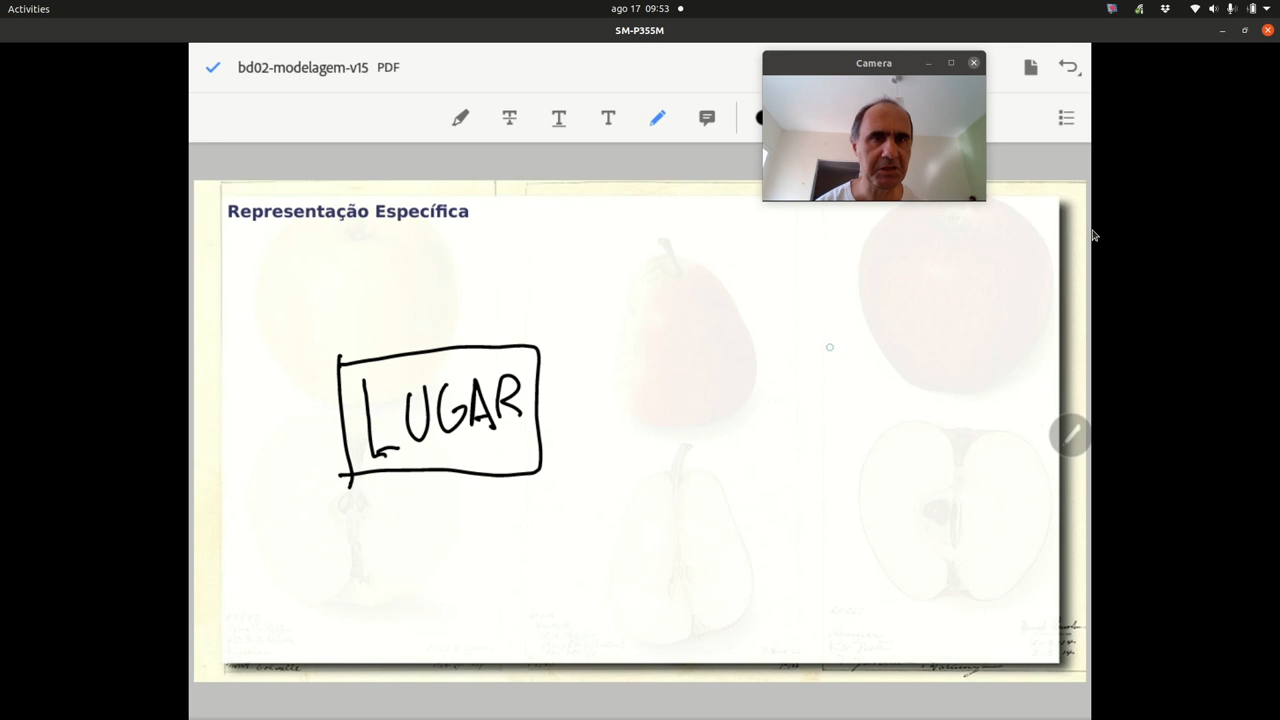 Activities
ago 17 09:53
SM-P355M
bd02-modelagem-v15 PDF
Camera
T T T
Representação Específica
LUGAR